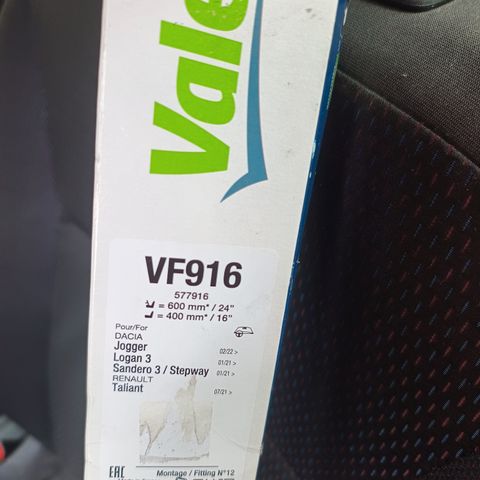 Vale
VF916
577916
= 600 mm* / 24"
= 400 mm* / 16"
Pour/For
DACIA
Jogger 02/22 >
Logan 3 01/21 >
Sandero 3 / Stepway 01/21 >
RENAULT
Taliant 07/21 >
EAC Montage / Fitting N°12